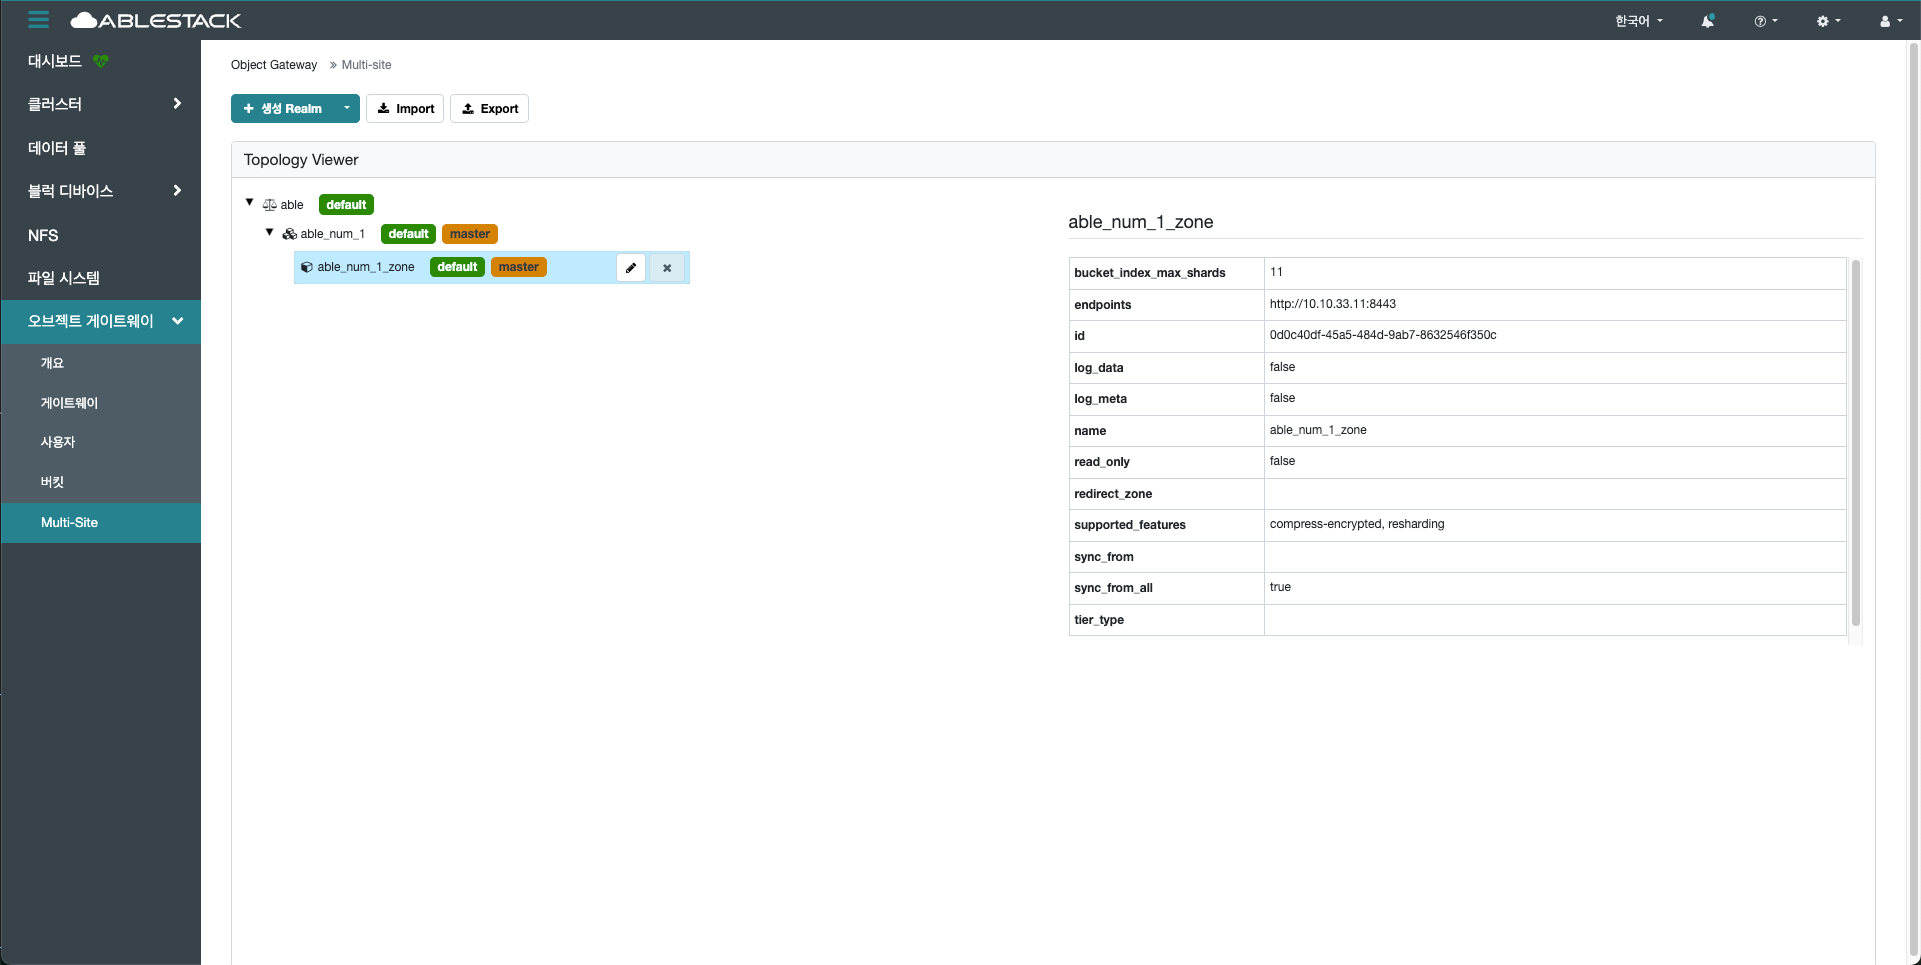 ABLESTACK
한국어
대시보드
클러스터
데이터 풀
블럭 디바이스
NFS
파일 시스템
오브젝트 게이트웨이
개요
게이트웨이
사용자
버킷
Multi-Site
Object Gateway » Multi-site
생성 Realm
Import
Export
Topology Viewer
able default
able_num_1 default master
able_num_1_zone default master
able_num_1_zone
bucket_index_max_shards 11
endpoints http://10.10.33.11:8443
id 0d0c40df-45a5-484d-9ab7-8632546f350c
log_data false
log_meta false
name able_num_1_zone
read_only false
redirect_zone
supported_features compress-encrypted, resharding
sync_from
sync_from_all true
tier_type